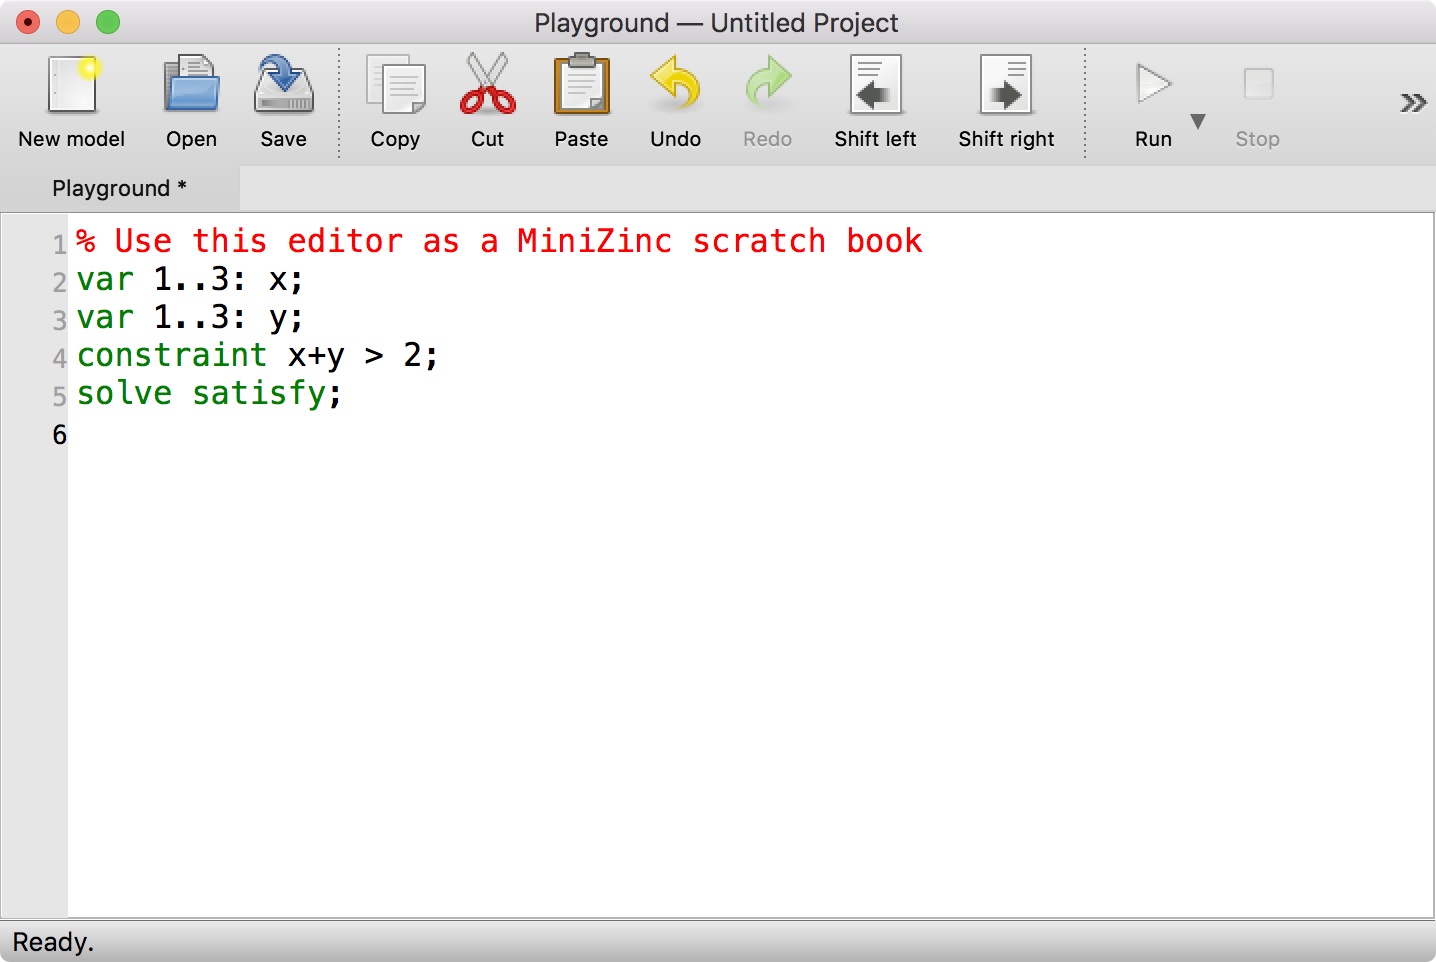 Playground — Untitled Project
New model Open Save Copy Cut Paste Undo Redo Shift left Shift right Run Stop
Playground *
1 % Use this editor as a MiniZinc scratch book
2 var 1..3: x;
3 var 1..3: y;
4 constraint x+y > 2;
5 solve satisfy;
6
Ready.